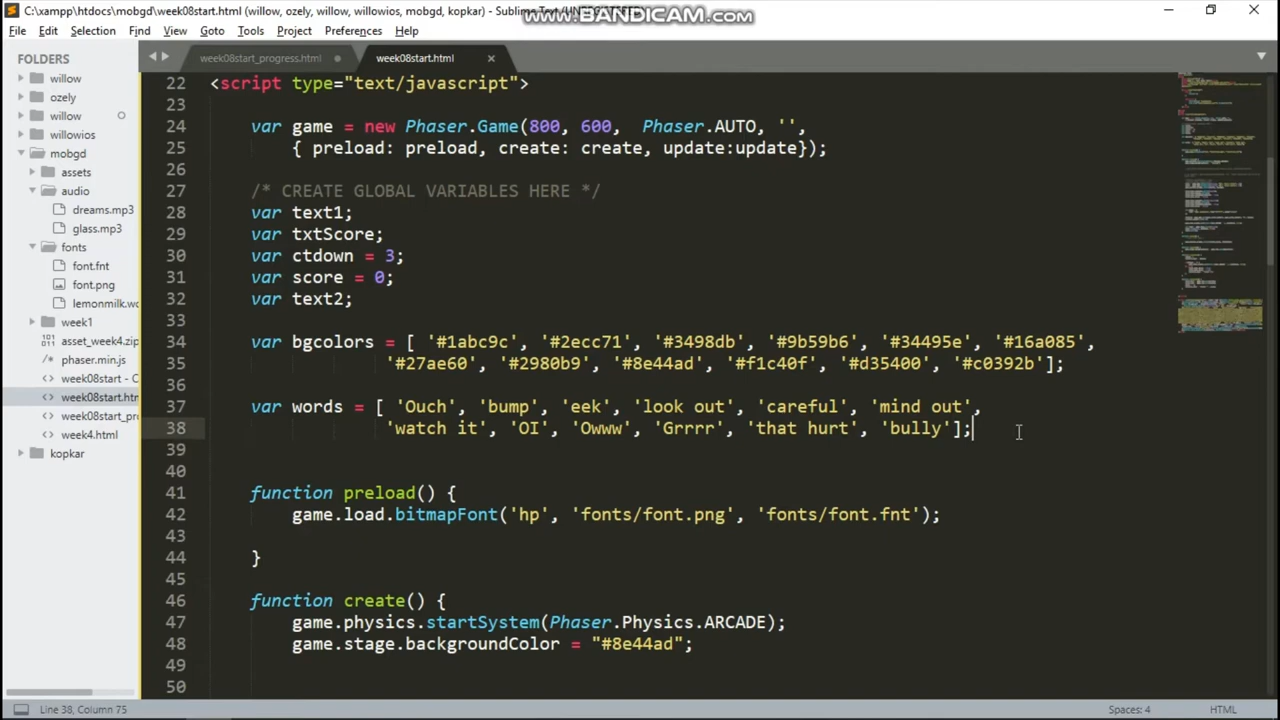 C:\xampp\htdocs\mobgd\week08start.html (willow, ozely, willow, willowios, mobgd, kopkar) - Sublime Text
www.BANDICAM.com
File Edit Selection Find View Goto Tools Project Preferences Help
FOLDERS
willow
ozely
willow
willowios
mobgd
assets
audio
dreams.mp3
glass.mp3
fonts
font.fnt
font.png
lemonmilk.wo
week1
asset_week4.zip
phaser.min.js
week08start - C
week08start.htm
week08start_pro
week4.html
kopkar
week08start_progress.html week08start.html
22 <script type="text/javascript">
23
24 var game = new Phaser.Game(800, 600, Phaser.AUTO, '',
25 { preload: preload, create: create, update:update});
26
27 /* CREATE GLOBAL VARIABLES HERE */
28 var text1;
29 var txtScore;
30 var ctdown = 3;
31 var score = 0;
32 var text2;
33
34 var bgcolors = [ '#1abc9c', '#2ecc71', '#3498db', '#9b59b6', '#34495e', '#16a085',
35 '#27ae60', '#2980b9', '#8e44ad', '#f1c40f', '#d35400', '#c0392b'];
36
37 var words = [ 'Ouch', 'bump', 'eek', 'look out', 'careful', 'mind out',
38 'watch it', 'OI', 'Owww', 'Grrrr', 'that hurt', 'bully'];
39
40
41 function preload() {
42 game.load.bitmapFont('hp', 'fonts/font.png', 'fonts/font.fnt');
43
44 }
45
46 function create() {
47 game.physics.startSystem(Phaser.Physics.ARCADE);
48 game.stage.backgroundColor = "#8e44ad";
49
50
Line 38, Column 75 Spaces: 4 HTML